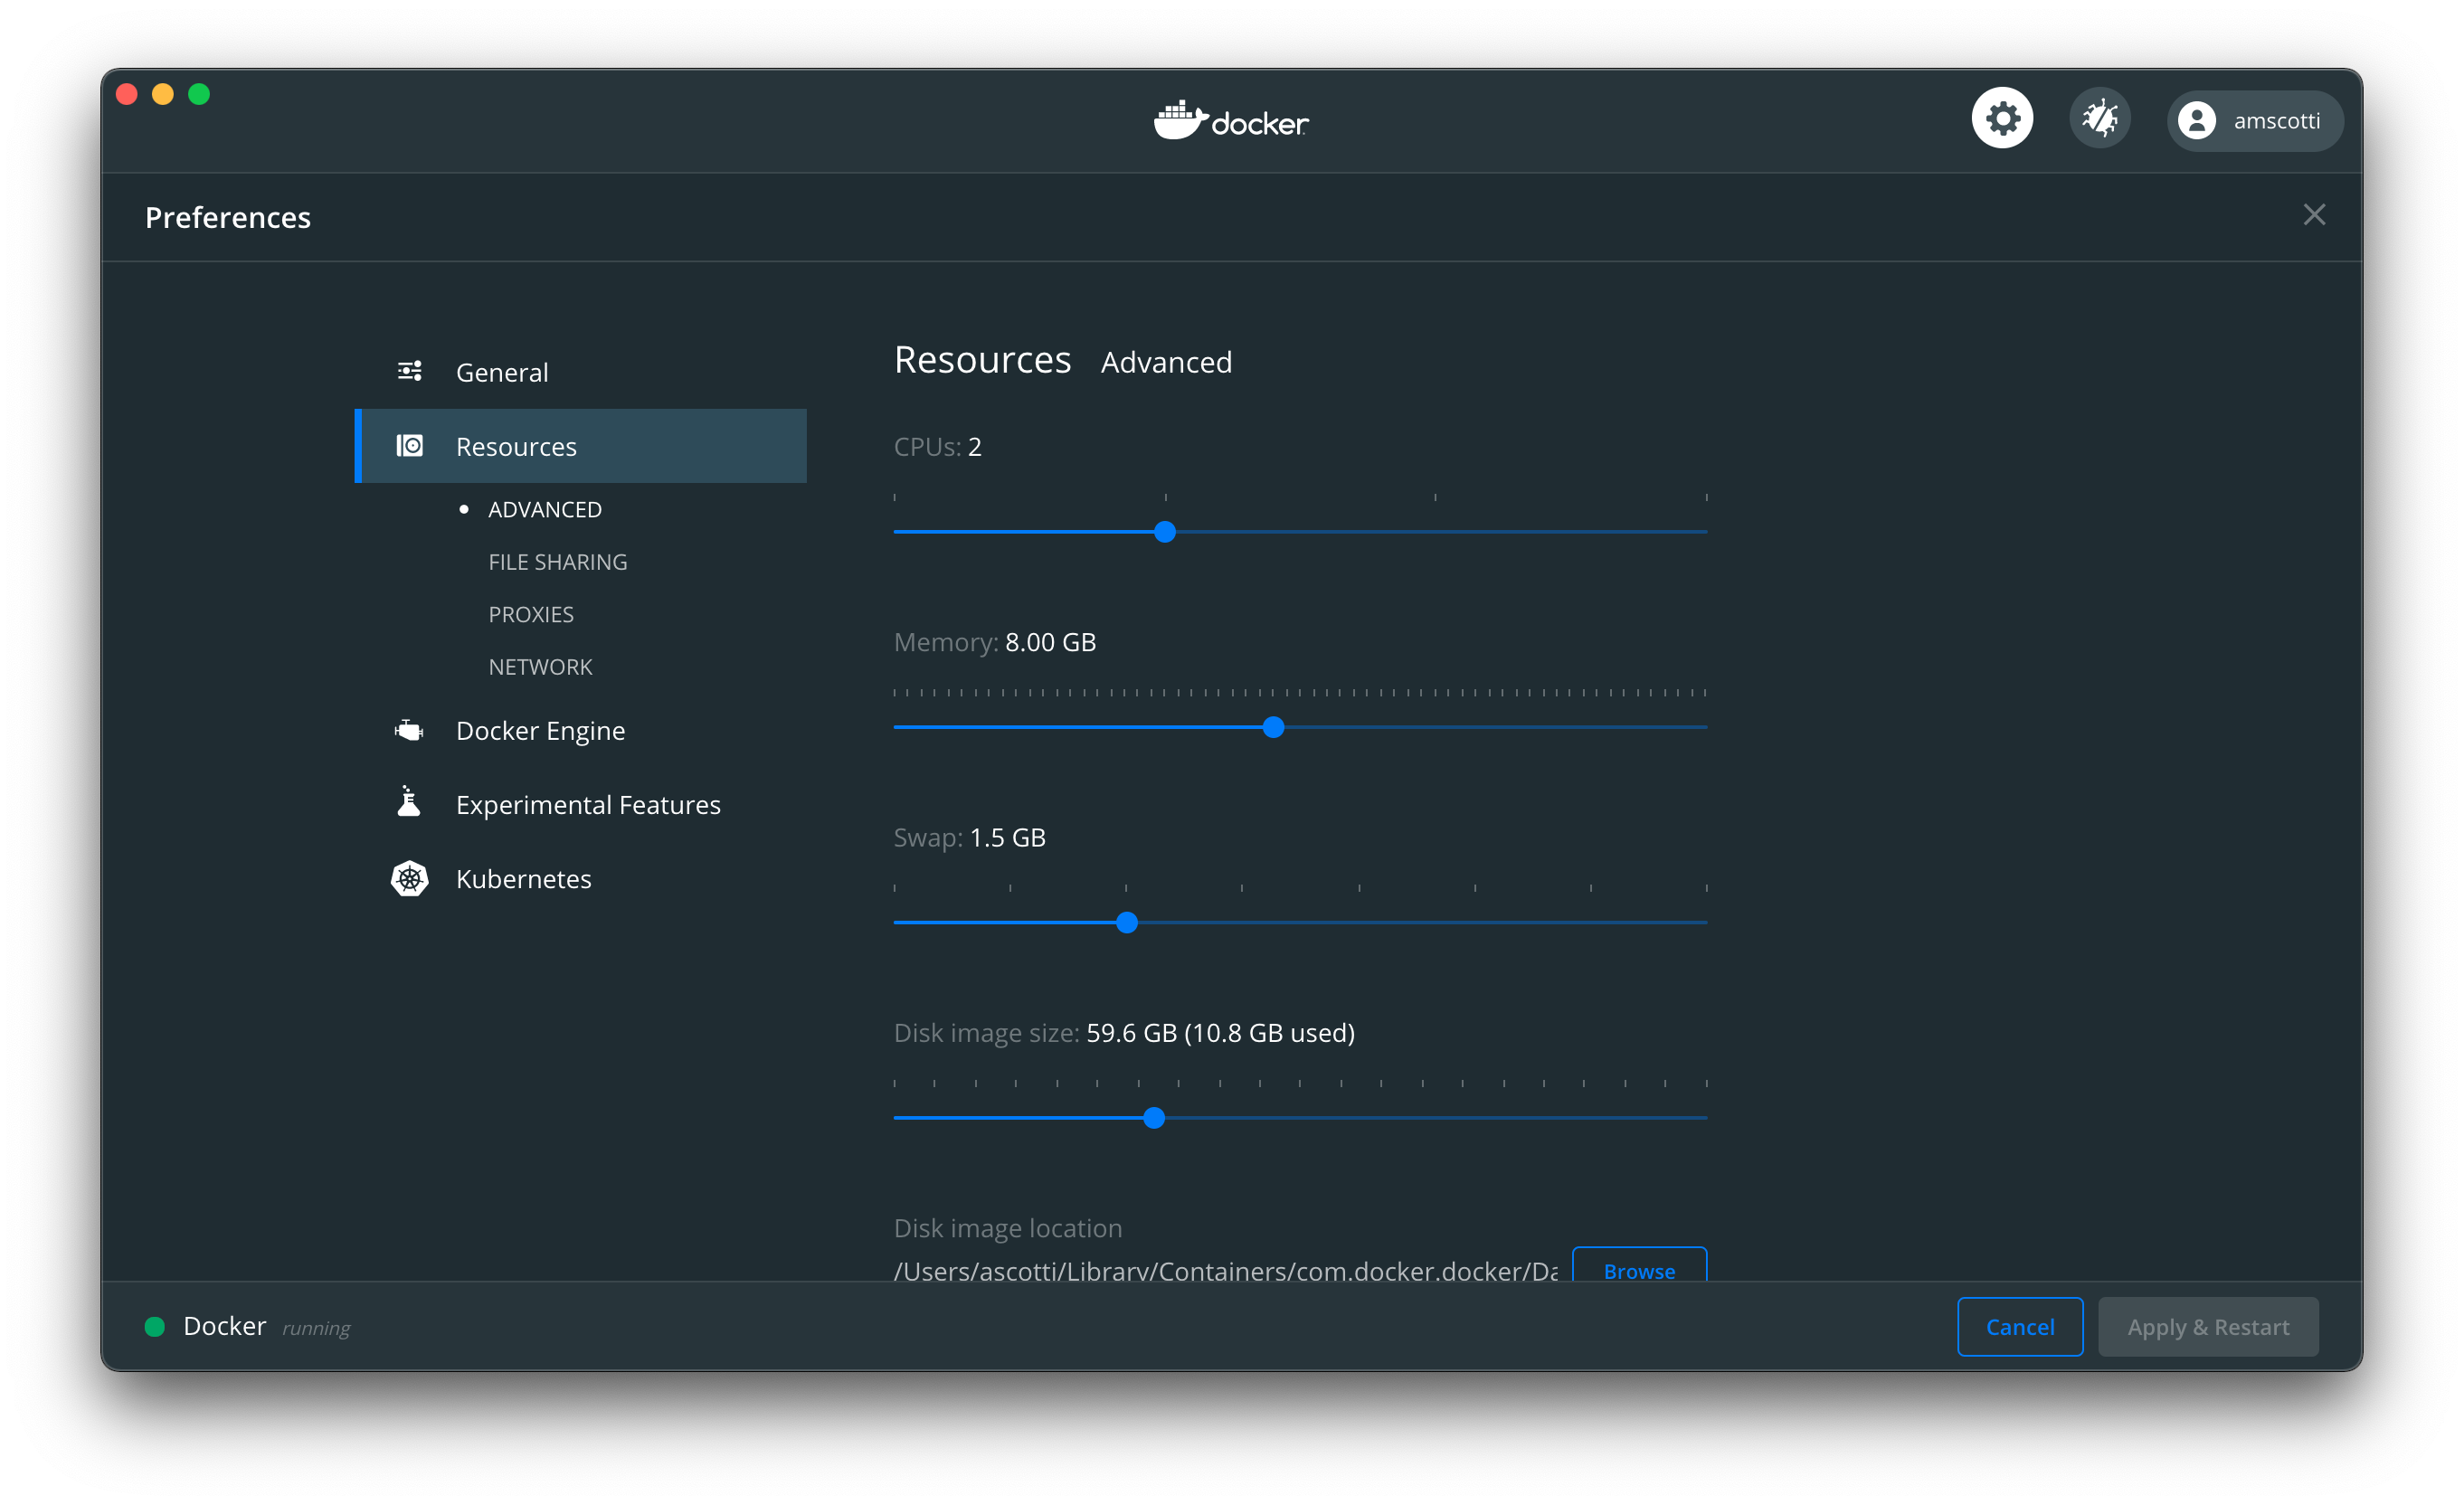 docker
amscotti
Preferences
General
Resources
ADVANCED
FILE SHARING
PROXIES
NETWORK
Docker Engine
Experimental Features
Kubernetes
Resources Advanced
CPUs: 2
Memory: 8.00 GB
Swap: 1.5 GB
Disk image size: 59.6 GB (10.8 GB used)
Disk image location
/Users/ascotti/Library/Containers/com.docker.docker/Da
Browse
Docker running
Cancel
Apply & Restart